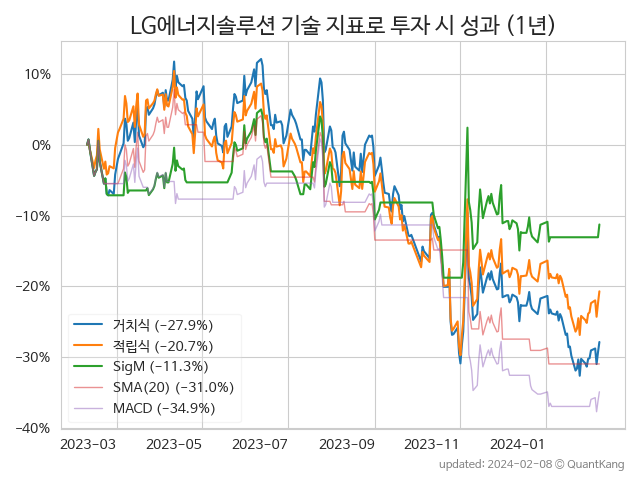 LG에너지솔루션 기술 지표로 투자 시 성과 (1년)
10%
0%
−10%
−20%
−30%
−40%
거치식 (−27.9%)
적립식 (−20.7%)
SigM (−11.3%)
SMA(20) (−31.0%)
MACD (−34.9%)
2023-03
2023-05
2023-07
2023-09
2023-11
2024-01
updated: 2024-02-08 © QuantKang